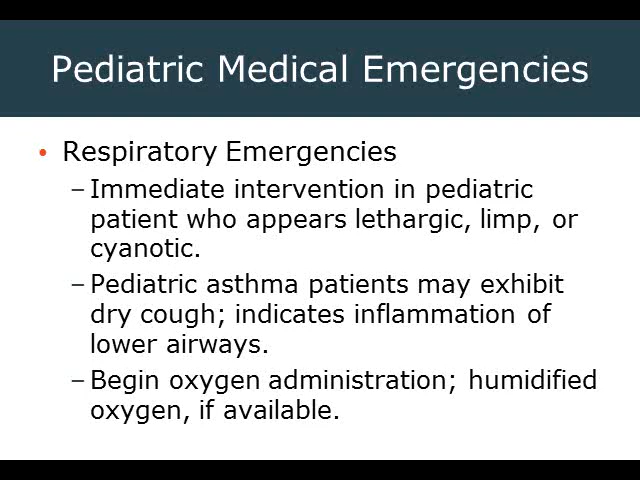 Pediatric Medical Emergencies
• Respiratory Emergencies
– Immediate intervention in pediatric
patient who appears lethargic, limp, or
cyanotic.
– Pediatric asthma patients may exhibit
dry cough; indicates inflammation of
lower airways.
– Begin oxygen administration; humidified
oxygen, if available.